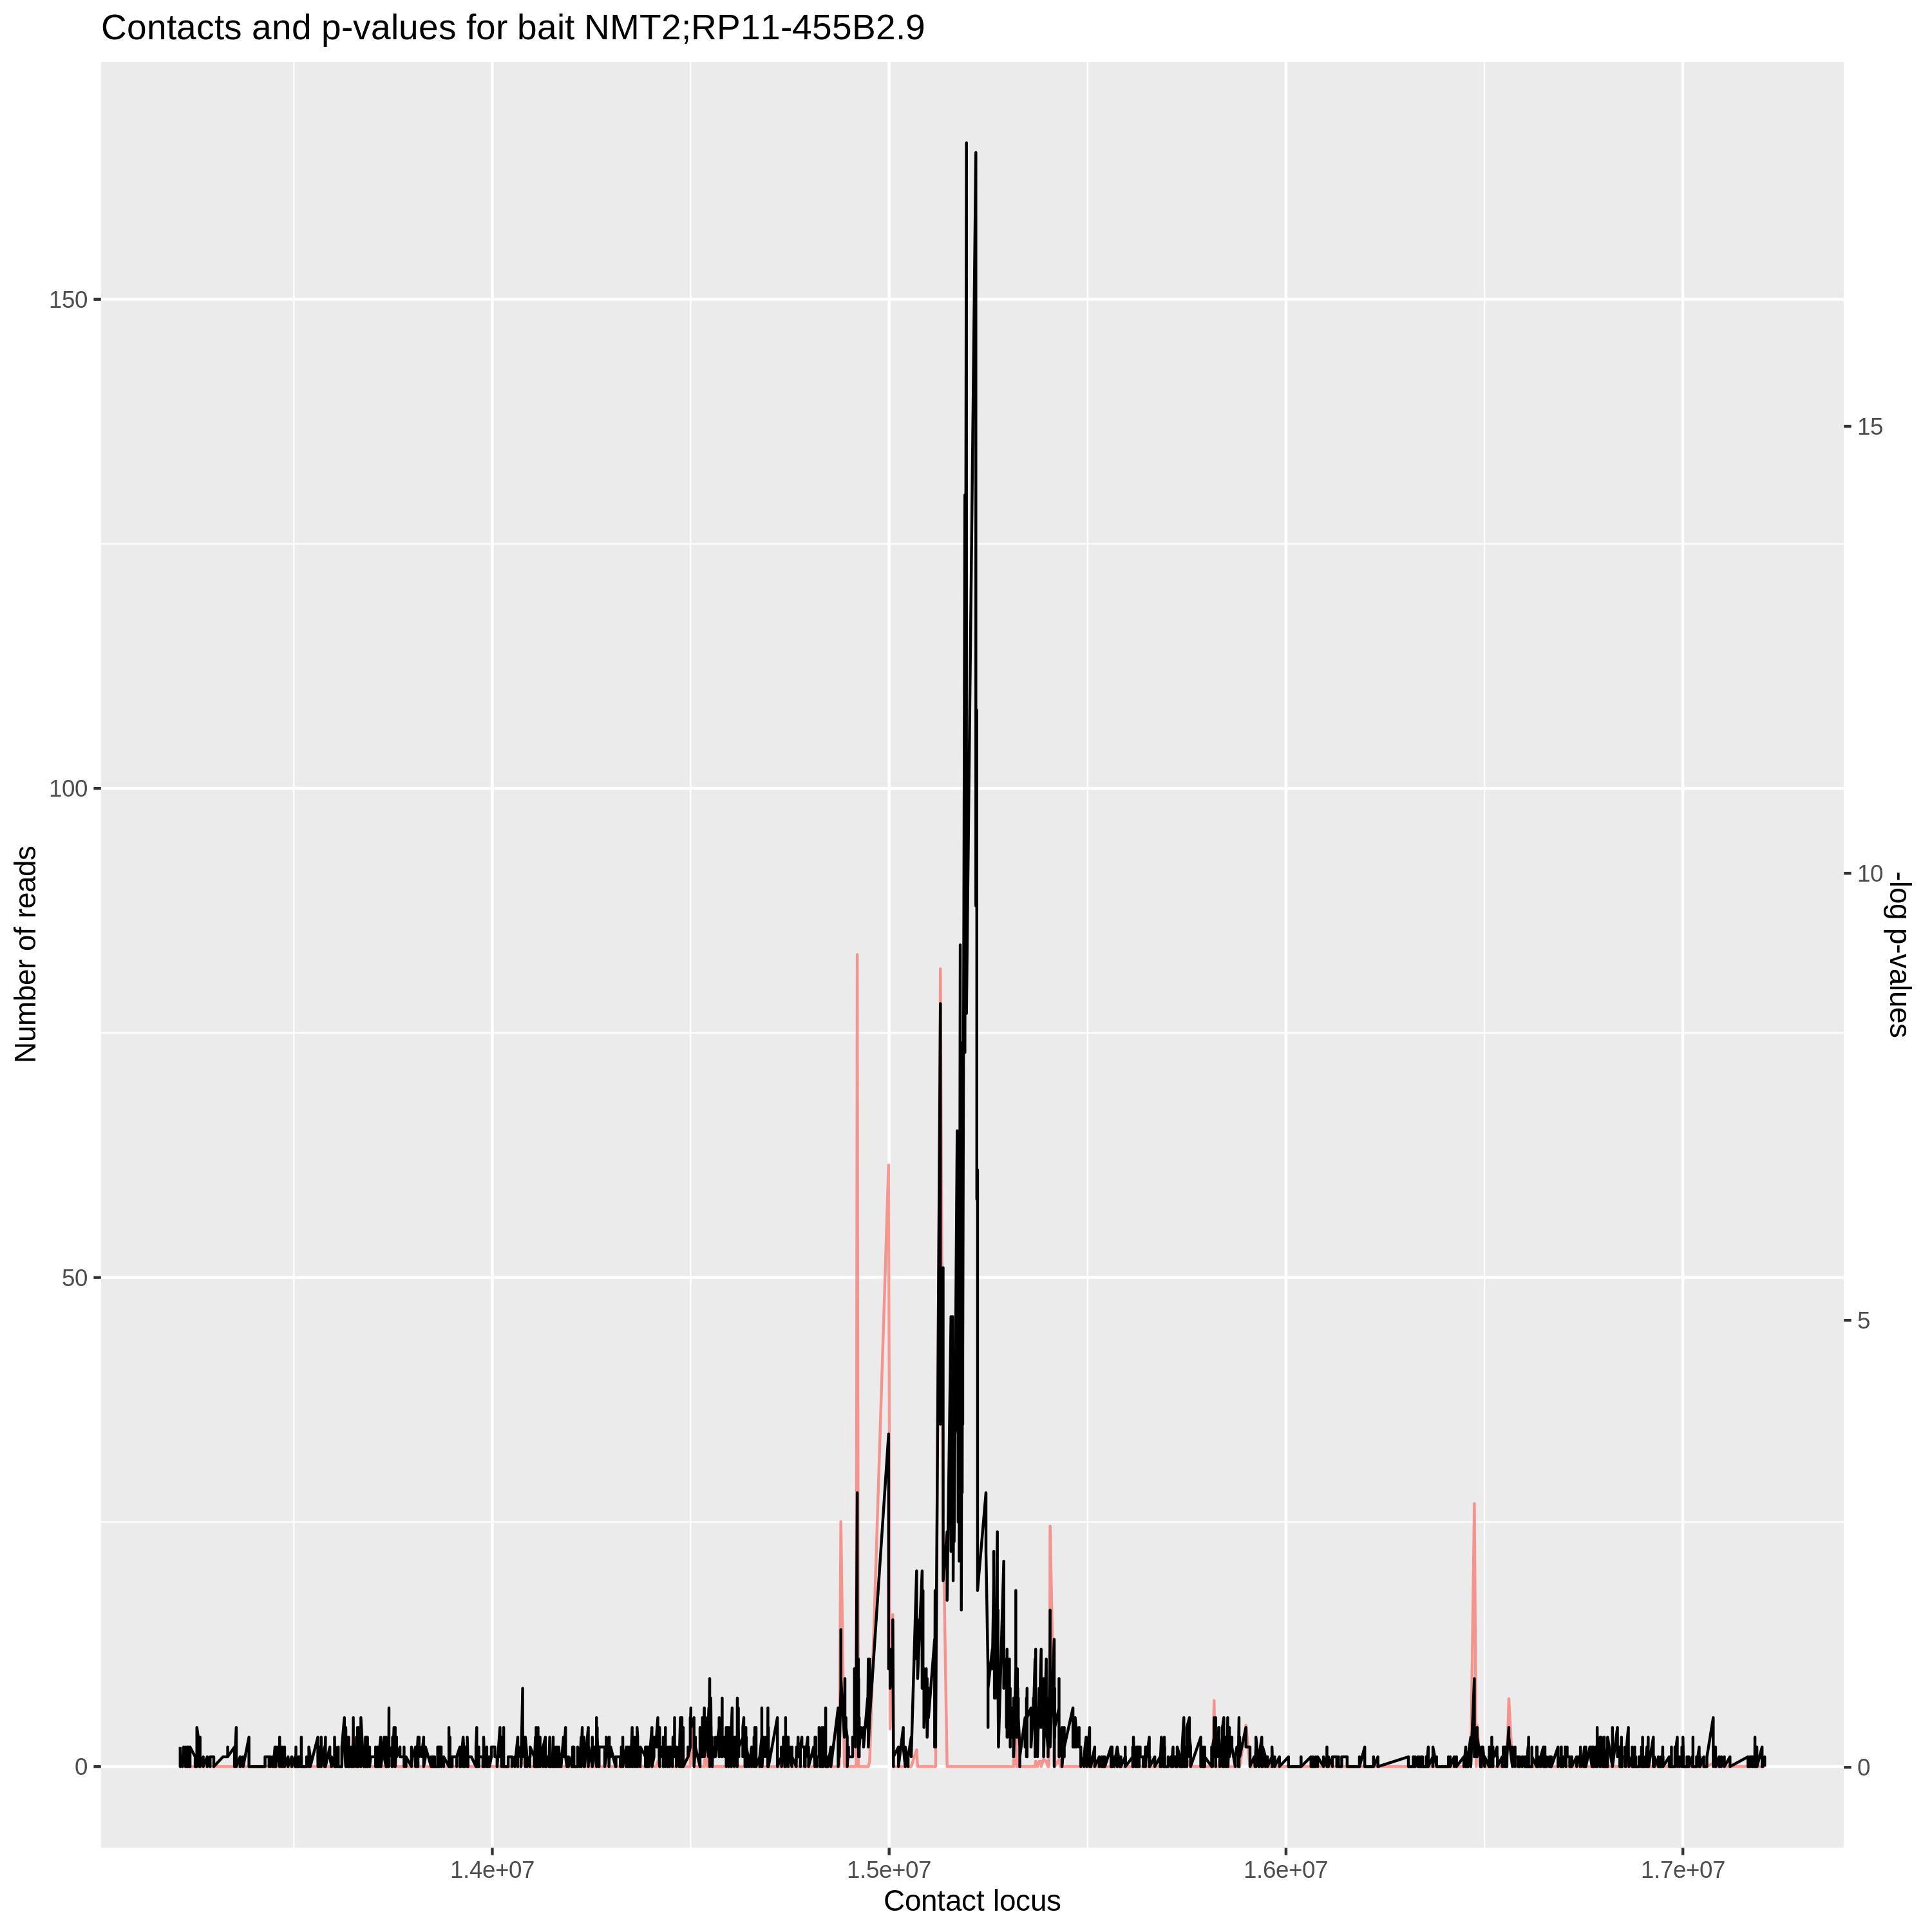 Contacts and p-values for bait NMT2;RP11-455B2.9
150
100
50
0
Number of reads
15
10
5
0
-log p-values
1.4e+07
1.5e+07
1.6e+07
1.7e+07
Contact locus